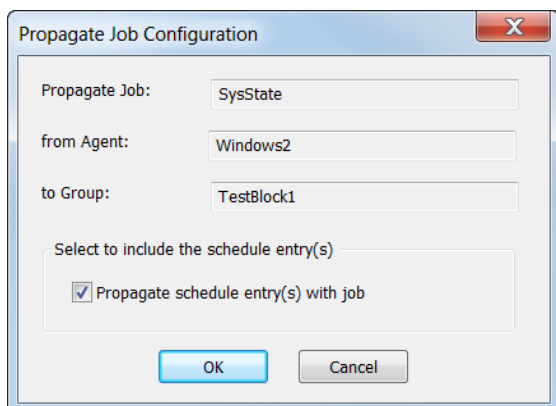 Propagate Job Configuration
Propagate Job: SysState
from Agent: Windows2
to Group: TestBlock1
Select to include the schedule entry(s)
Propagate schedule entry(s) with job
OK Cancel